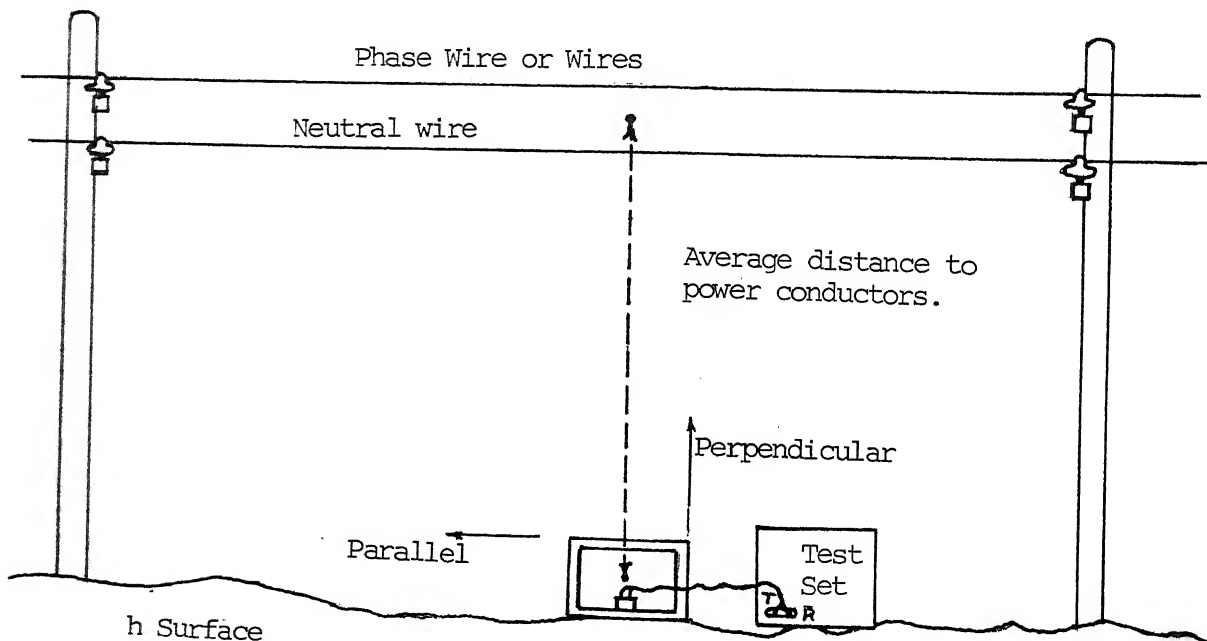 Phase Wire or Wires
Neutral wire
Average distance to
power conductors.
Perpendicular
Parallel
Test
Set
T
R
h Surface